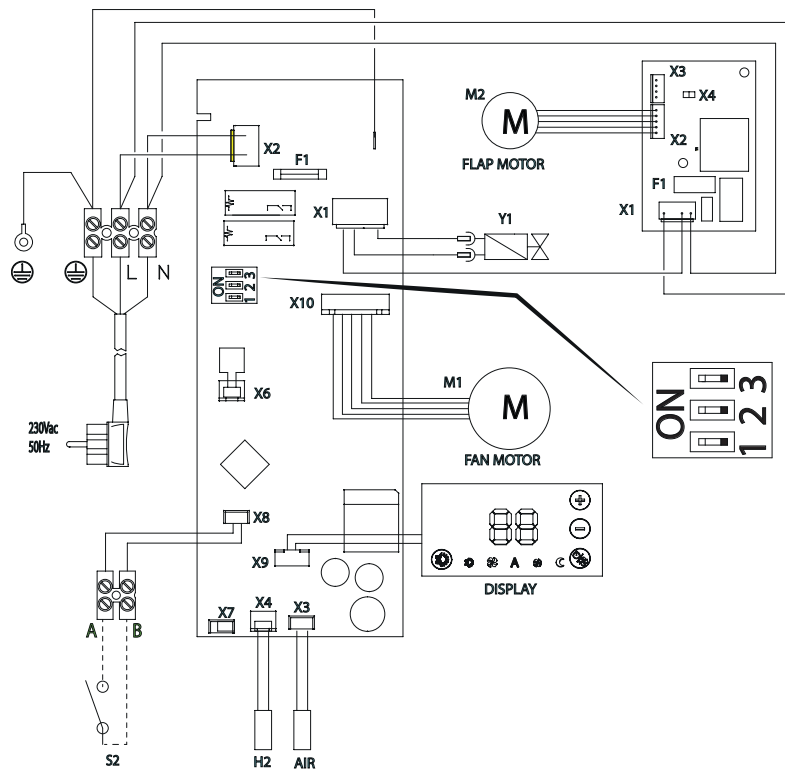 X3
M2
X4
M
X2
X2
F1
FLAP MOTOR
F1
X1
X1
Y1
L
N
ON
1 2 3
X10
M1
ON
1 2 3
X6
M
230Vac
50Hz
FAN MOTOR
X8
88
A
X9
DISPLAY
X7
X4
X3
A
B
S2
H2
AIR